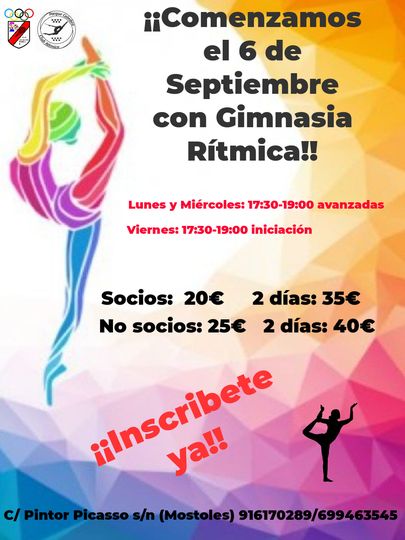 ¡¡Comenzamos
el 6 de
Septiembre
con Gimnasia
Rítmica!!
Lunes y Miércoles: 17:30-19:00 avanzadas
Viernes: 17:30-19:00 iniciación
Socios: 20€ 2 días: 35€
No socios: 25€ 2 días: 40€
¡¡Inscribete
ya!!
C/ Pintor Picasso s/n (Mostoles) 916170289/699463545